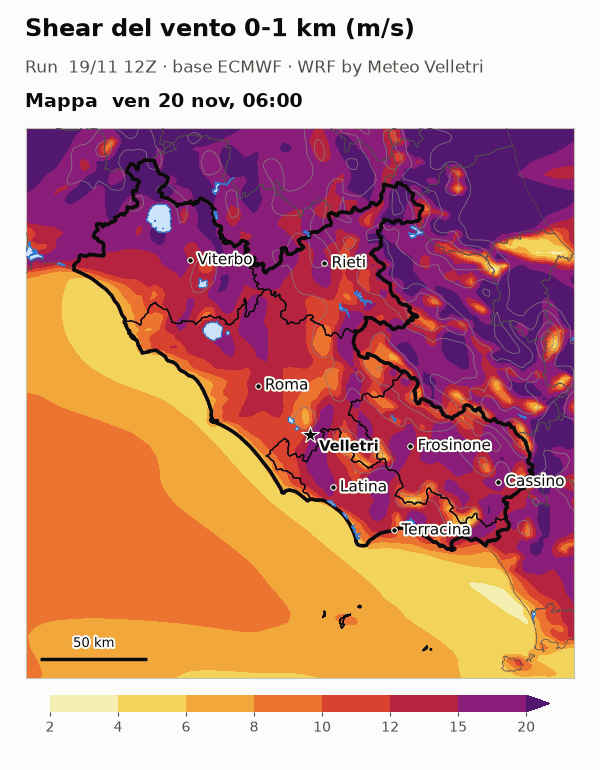 Shear del vento 0-1 km (m/s)
Run 19/11 12Z · base ECMWF · WRF by Meteo Velletri
Mappa ven 20 nov, 06:00
Viterbo
Rieti
Roma
Velletri
Frosinone
Cassino
Latina
Terracina
50 km
2 4 6 8 10 12 15 20